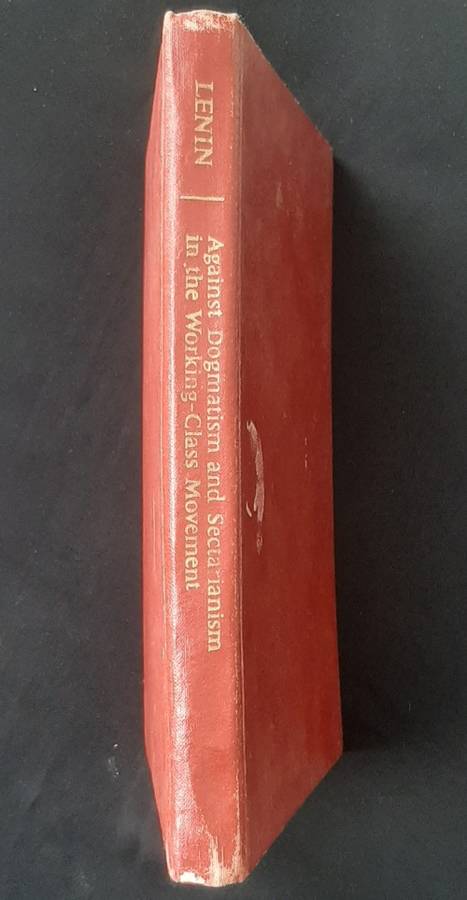 LENIN
Against Dogmatism and Sectarianism
in the Working-Class Movement